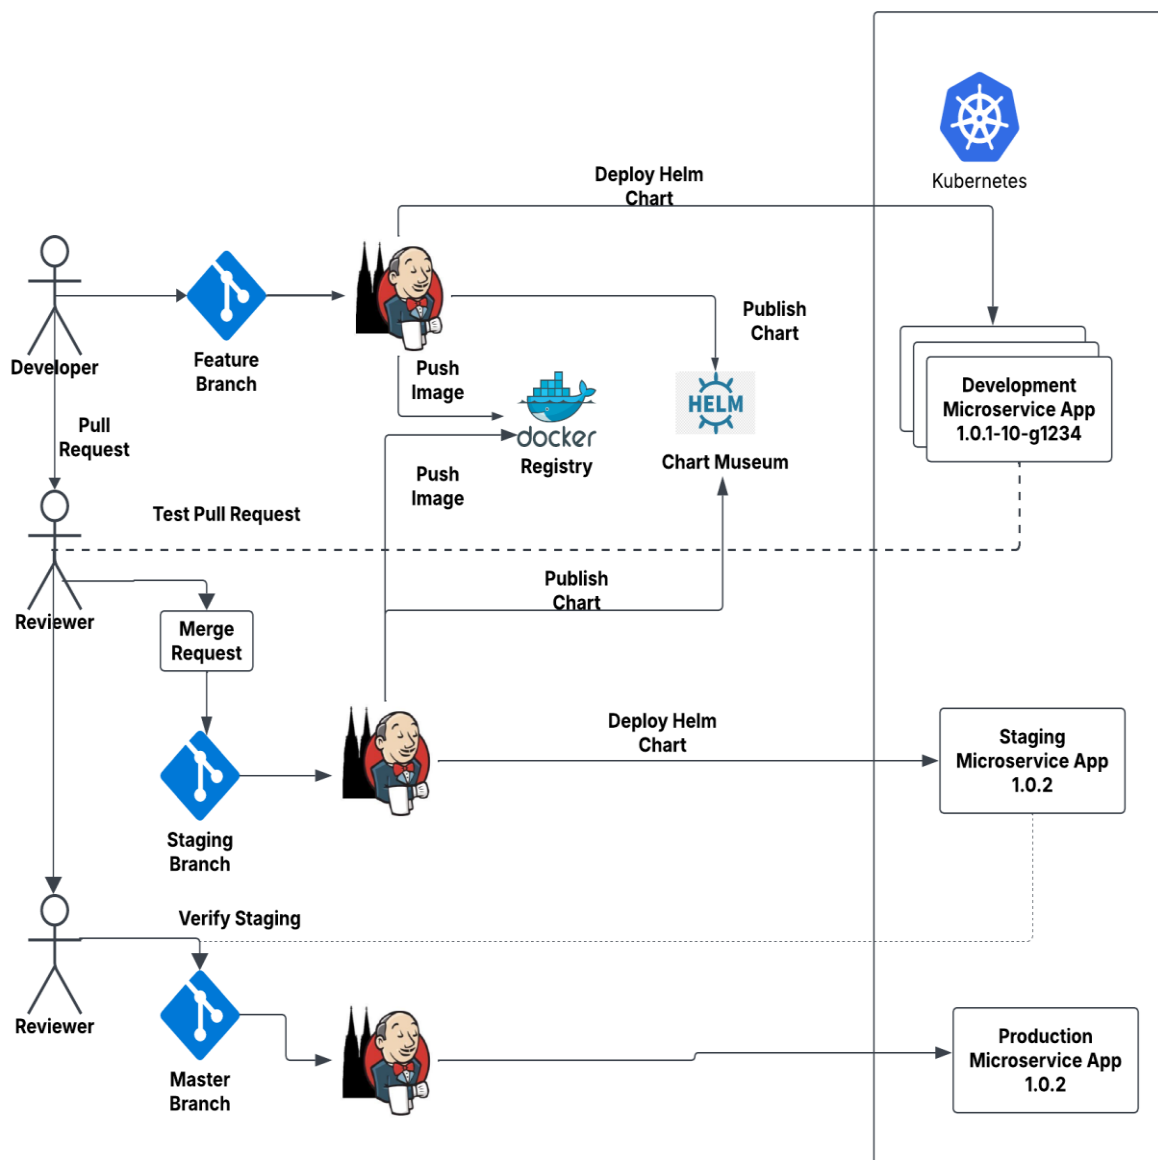 Kubernetes
Deploy Helm
Chart
Developer
Feature
Branch
Push
Image
Publish
Chart
docker
Registry
HELM
Chart Museum
Development
Microservice App
1.0.1-10-g1234
Pull
Request
Push
Image
Test Pull Request
Reviewer
Merge
Request
Publish
Chart
Staging
Branch
Deploy Helm
Chart
Staging
Microservice App
1.0.2
Verify Staging
Reviewer
Master
Branch
Production
Microservice App
1.0.2